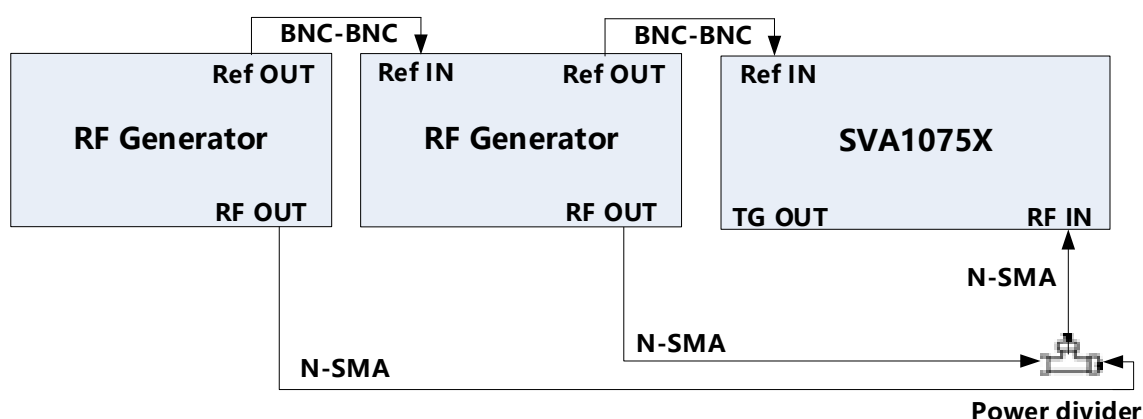 BNC-BNC
BNC-BNC
Ref OUT
Ref IN
Ref OUT
Ref IN
RF Generator
RF Generator
SVA1075X
RF OUT
RF OUT
TG OUT
RF IN
N-SMA
N-SMA
N-SMA
Power divider